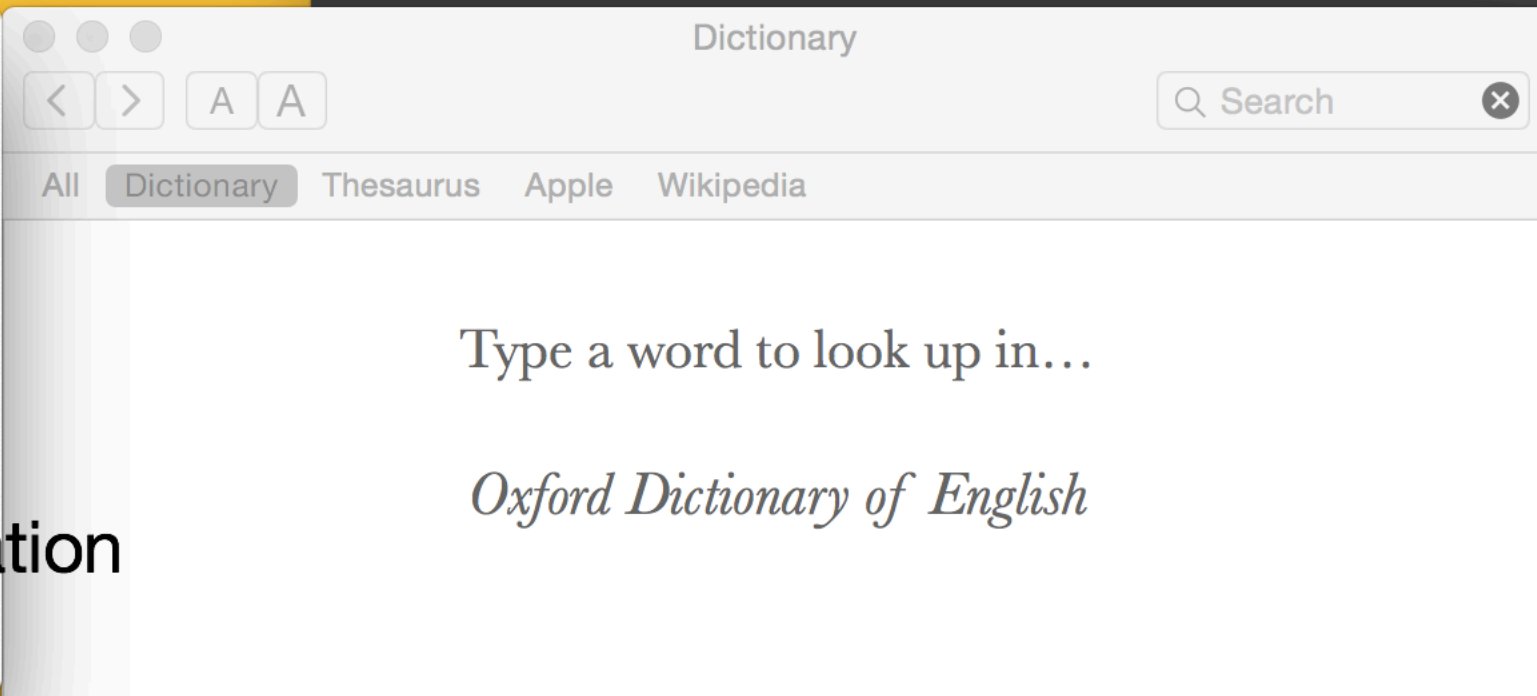 Dictionary
A A Search
All Dictionary Thesaurus Apple Wikipedia
Type a word to look up in…
Oxford Dictionary of English
tion